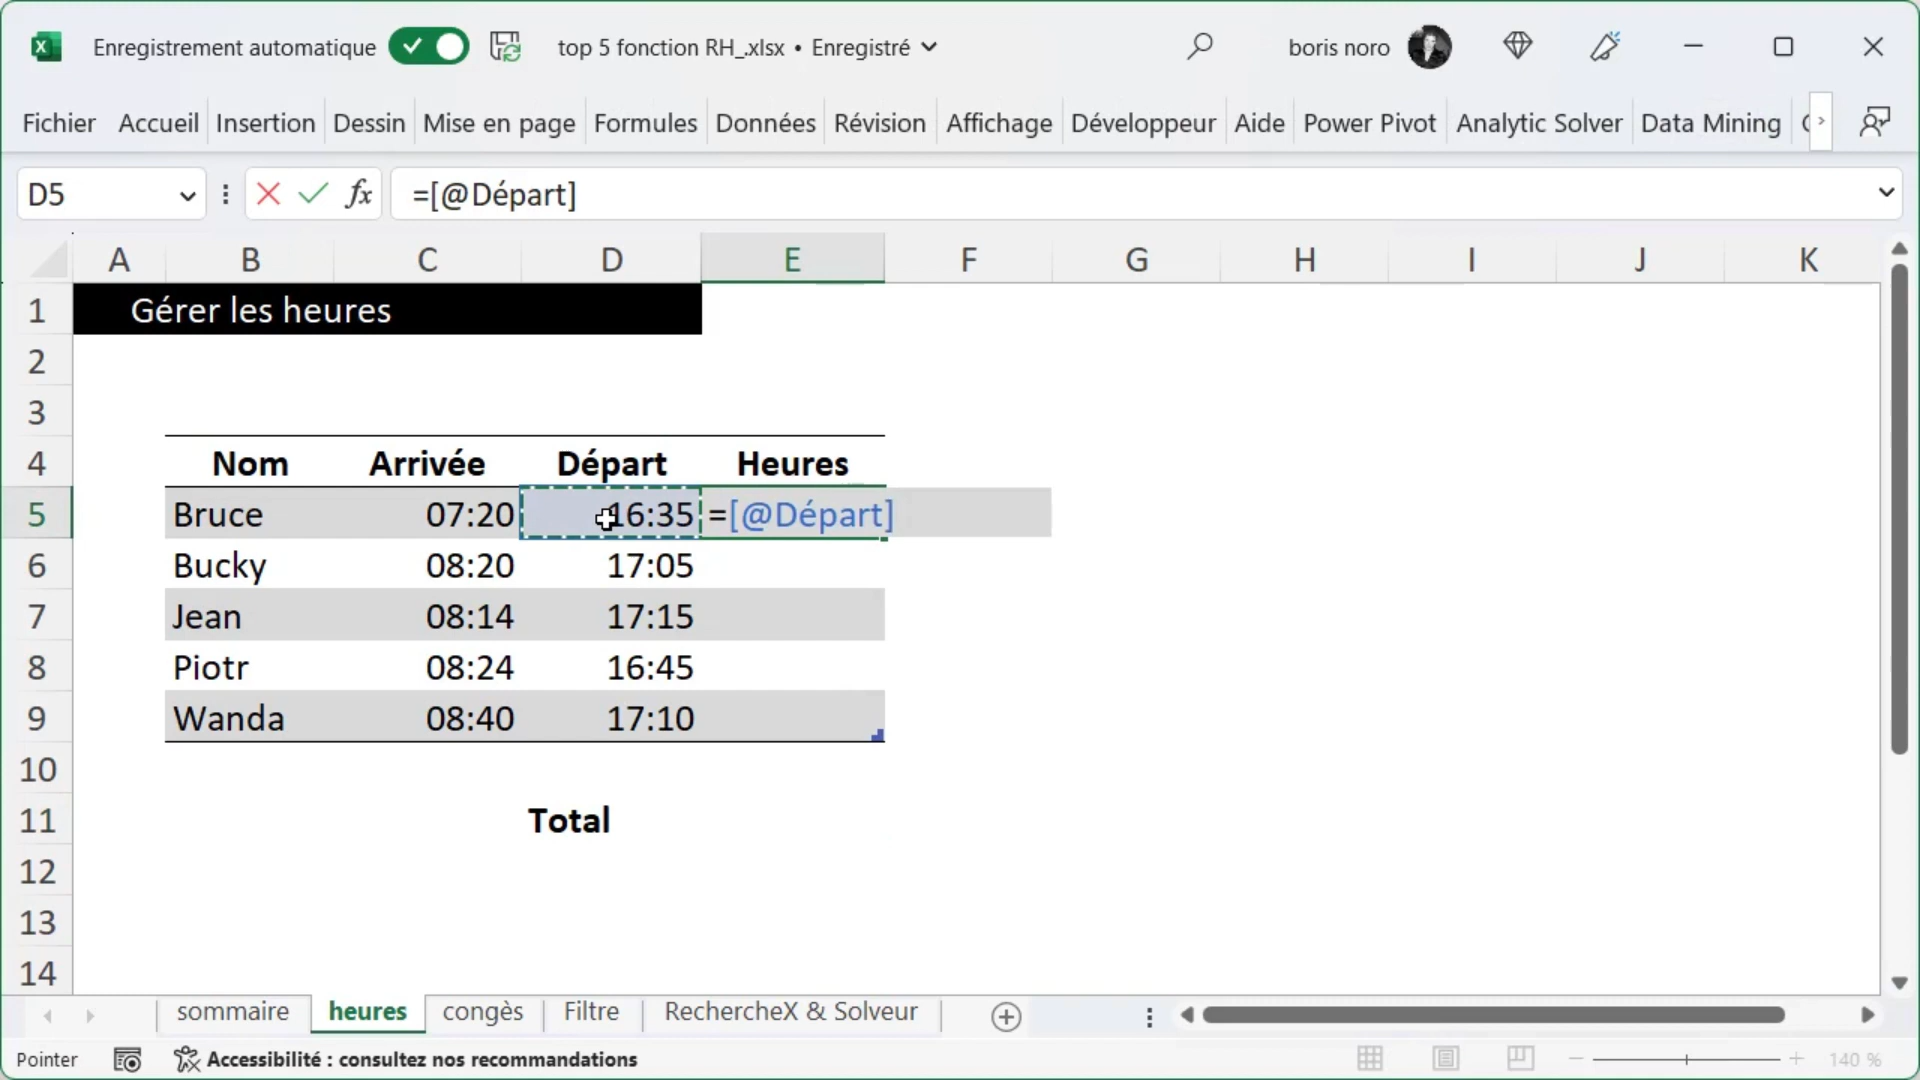 Enregistrement automatique top 5 fonction RH_.xlsx • Enregistré boris noro
Fichier Accueil Insertion Dessin Mise en page Formules Données Révision Affichage Développeur Aide Power Pivot Analytic Solver Data Mining
D5 fx =[@Départ]
A B C D E F G H I J K
1 Gérer les heures
2
3
4 Nom Arrivée Départ Heures
5 Bruce 07:20 16:35 =[@Départ]
6 Bucky 08:20 17:05
7 Jean 08:14 17:15
8 Piotr 08:24 16:45
9 Wanda 08:40 17:10
10
11 Total
12
13
14
sommaire heures congès Filtre RechercheX & Solveur
Pointer Accessibilité : consultez nos recommandations 140 %